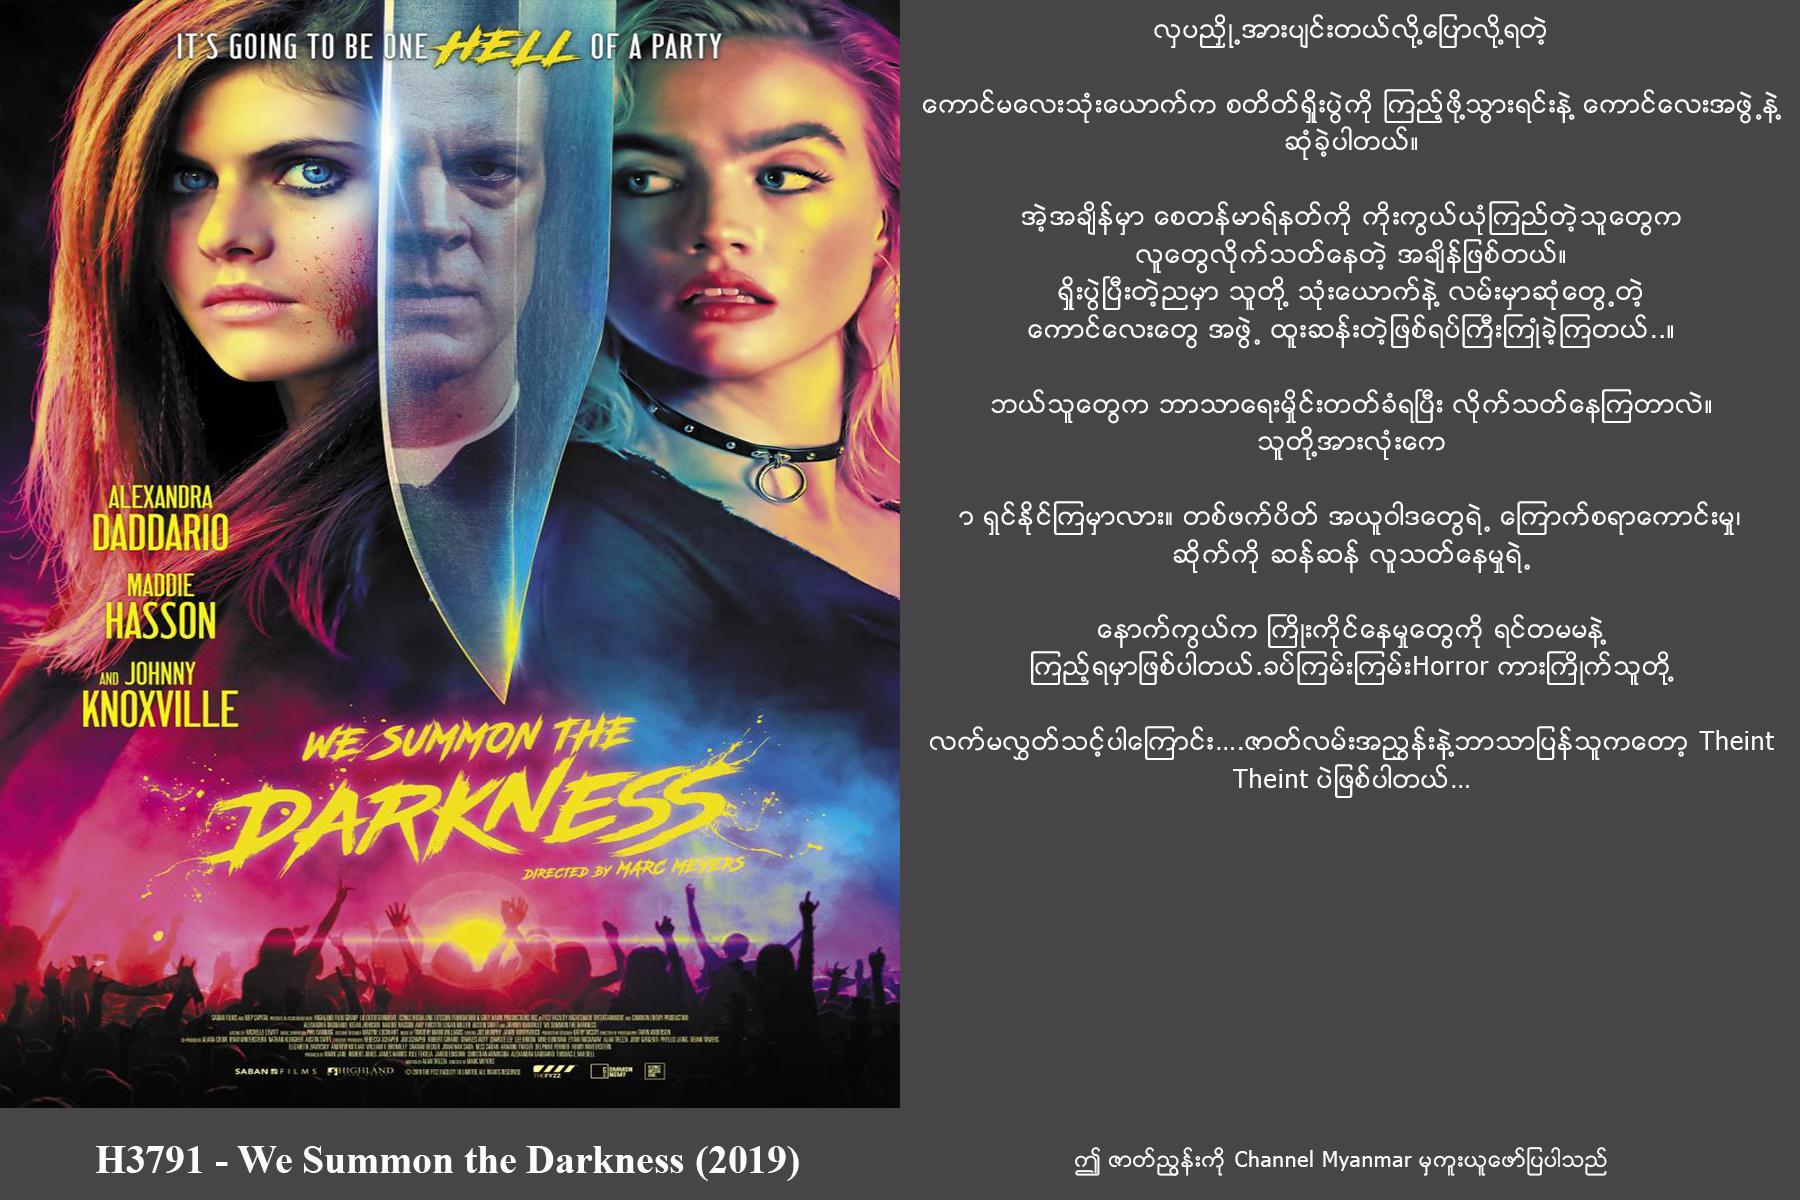 IT'S GOING TO BE ONE HELL OF A PARTY
ALEXANDRA
DADDARIO
MADDIE
HASSON
AND JOHNNY
KNOXVILLE
WE SUMMON THE
DARKNESS
DIRECTED BY MARC MEYERS
SABAN FILMS
HIGHLAND
H3791 - We Summon the Darkness (2019)
လှပညှို့အားပျင်းတယ်လို့ပြောလို့ရတဲ့
ကောင်မလေးသုံးယောက်က စတိတ်ရှိုးပွဲကို ကြည့်ဖို့သွားရင်းနဲ့ ကောင်လေးအဖွဲ့နဲ့
ဆုံခဲ့ပါတယ်။
အဲ့အချိန်မှာ စေတန်မာရ်နတ်ကို ကိုးကွယ်ယုံကြည်တဲ့သူတွေက
လူတွေလိုက်သတ်နေတဲ့ အချိန်ဖြစ်တယ်။
ရှိုးပွဲပြီးတဲ့ညမှာ သူတို့ သုံးယောက်နဲ့ လမ်းမှာဆုံတွေ့တဲ့
ကောင်လေးတွေ အဖွဲ့ ထူးဆန်းတဲ့ဖြစ်ရပ်ကြီးကြုံခဲ့ကြတယ်..။
ဘယ်သူတွေက ဘာသာရေးမှိုင်းတတ်ခံရပြီး လိုက်သတ်နေကြတာလဲ။
သူတို့အားလုံးကေ
ာ ရှင်နိုင်ကြမှာလား။ တစ်ဖက်ပိတ် အယူဝါဒတွေရဲ့ ကြောက်စရာကောင်းမှု၊
ဆိုက်ကို ဆန်ဆန် လူသတ်နေမှုရဲ့
နောက်ကွယ်က ကြိုးကိုင်နေမှုတွေကို ရင်တမမနဲ့
ကြည့်ရမှာဖြစ်ပါတယ်.ခပ်ကြမ်းကြမ်းHorror ကားကြိုက်သူတို့
လက်မလွှတ်သင့်ပါကြောင်း....ဇာတ်လမ်းအညွှန်းနဲ့ဘာသာပြန်သူကတော့ Theint
Theint ပဲဖြစ်ပါတယ်...
ဤ ဇာတ်ညွှန်းကို Channel Myanmar မှကူးယူဖော်ပြပါသည်